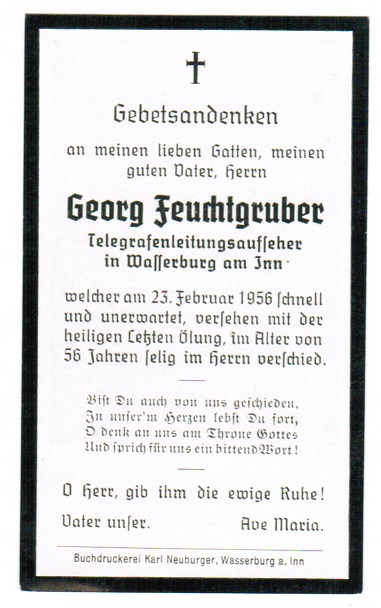 Gebetsandenken
an meinen lieben Gatten, meinen
guten Vater, Herrn
Georg Feuchtgruber
Telegrafenleitungsaufseher
in Wasserburg am Inn
welcher am 23. Februar 1956 schnell
und unerwartet, versehen mit der
heiligen Letzten Ölung, im Alter von
56 Jahren selig im Herrn verschied.
Bist Du auch von uns geschieden,
In unser'm Herzen lebst Du fort,
O denk an uns am Throne Gottes
Und sprich für uns ein bittend Wort!
O Herr, gib ihm die ewige Ruhe!
Vater unser. Ave Maria.
Buchdruckerei Karl Neuburger, Wasserburg a. Inn